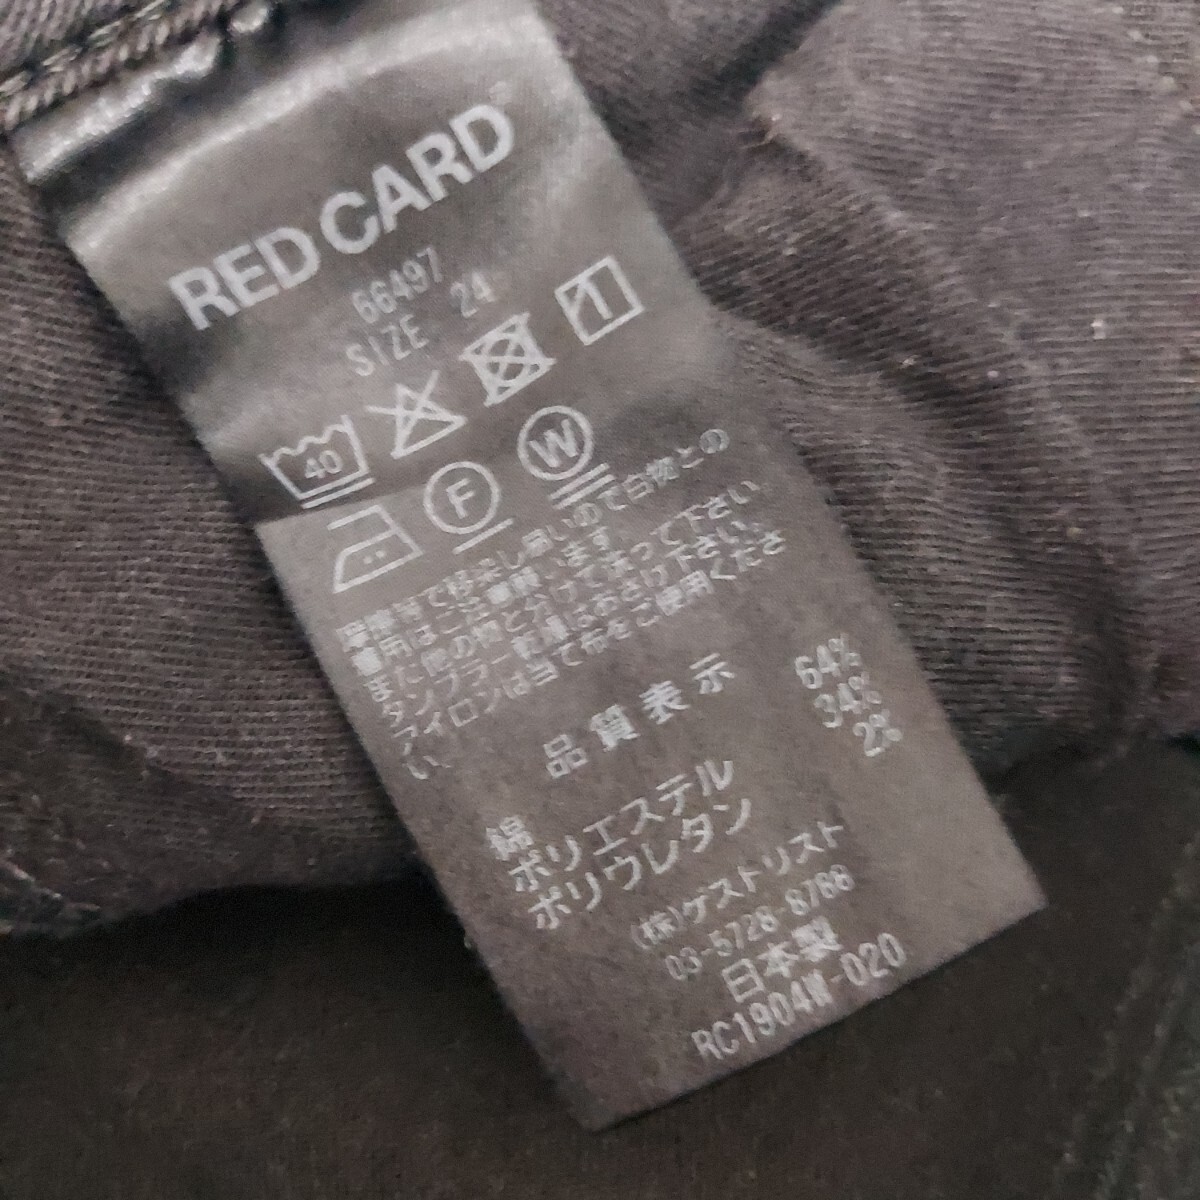 RED CARD
66497
SIZE 24
40
F W
摩擦等で移染し易いので白物との
着用はご注意願います。
また他の物と分けて洗って下さい
タンブラー乾燥はおさけ下さい。
アイロンは当て布をご使用くださ
い。
品質表示
綿 64%
ポリエステル 34%
ポリウレタン 2%
(株)ゲストリスト
03-5728-8788
日本製
RC1904W-020